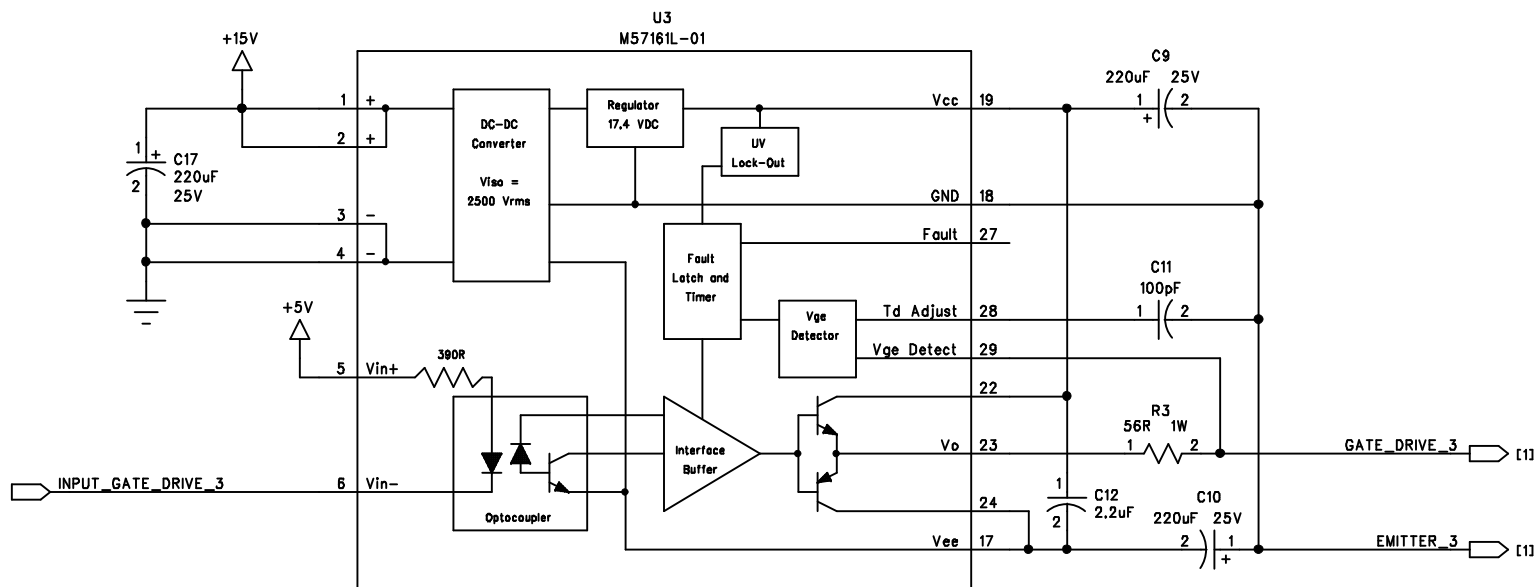 U3
M57161L-01
+15V
C9
220uF 25V
1 + Vcc 19 1 2
+
2 +
DC-DC
Converter
Viso =
2500 Vrms
Regulator
17.4 VDC
UV
Lock-Out
1 +
C17
220uF
25V
2
GND 18
3 -
4 -
Fault 27
Fault
Latch and
Timer
C11
100pF
+5V
Td Adjust 28 1 2
Vge
Detector
Vge Detect 29
390R
5 Vin+
22
R3
56R 1W
Interface
Buffer
Vo 23 1 2 GATE_DRIVE_3 [1]
INPUT_GATE_DRIVE_3 6 Vin-
Optocoupler
24
1
C12
2,2uF
2
C10
220uF 25V
Vee 17 2 1 EMITTER_3 [1]
+